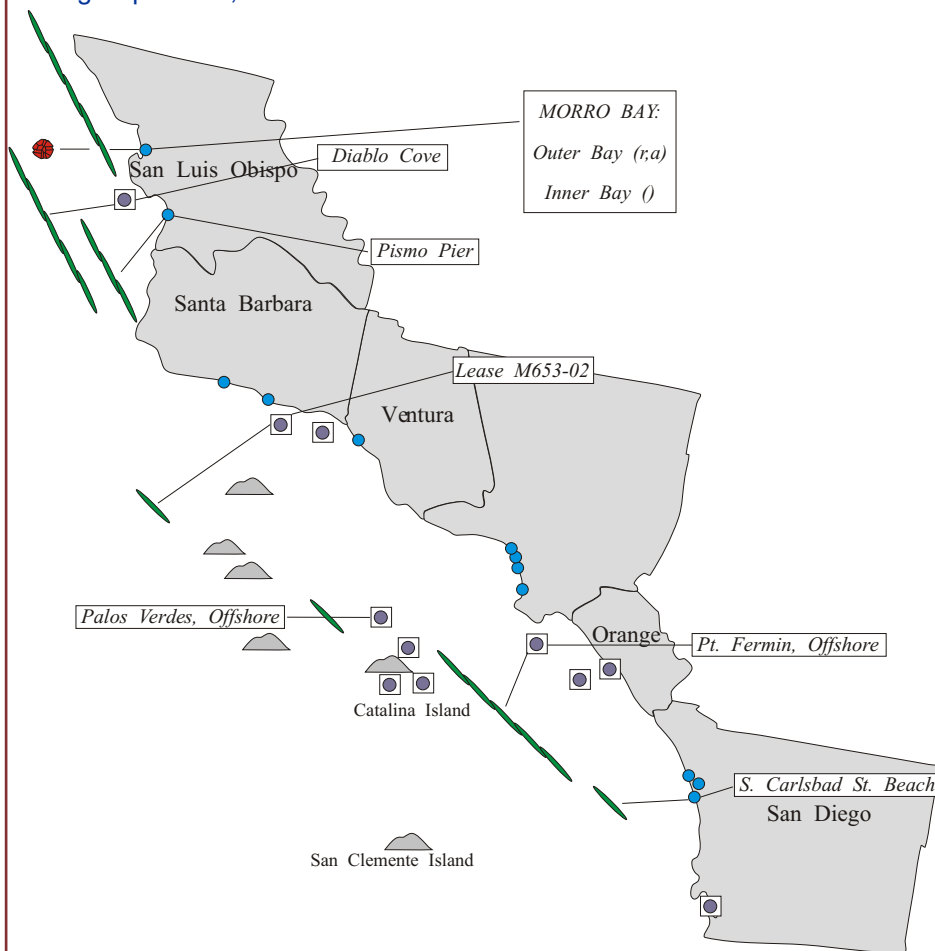 MORRO BAY:
Outer Bay (r,a)
Inner Bay ()
Diablo Cove
San Luis Obispo
Pismo Pier
Santa Barbara
Lease M653-02
Ventura
Palos Verdes, Offshore
Orange
Pt. Fermin, Offshore
Catalina Island
S. Carlsbad St. Beach
San Diego
San Clemente Island